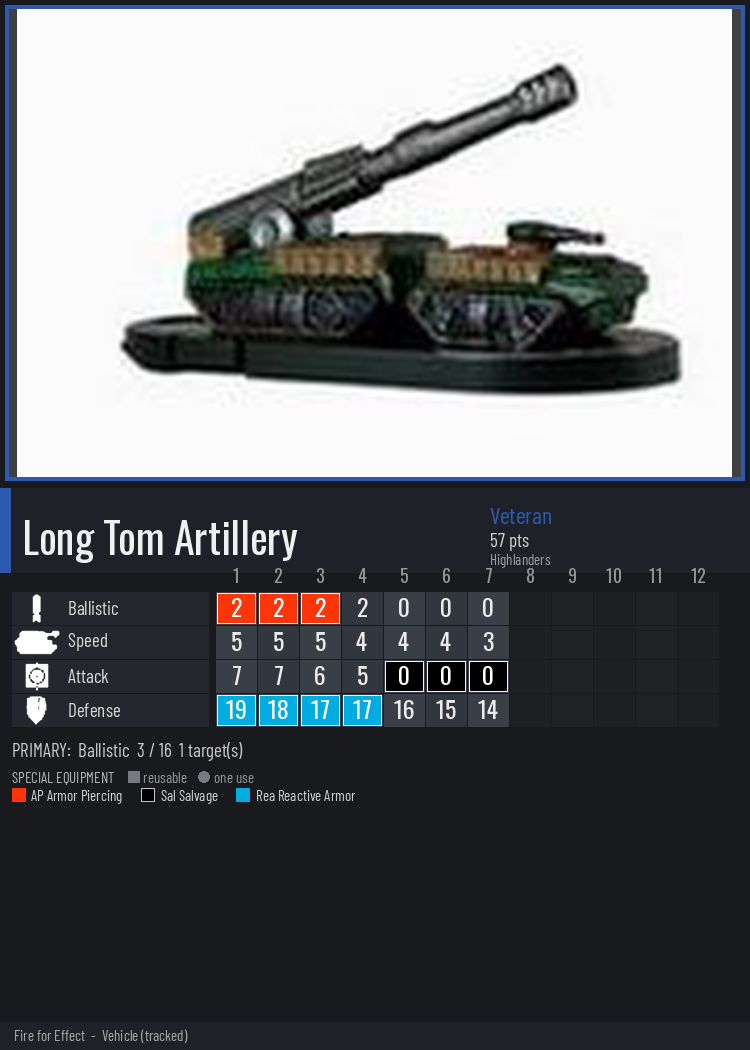 Long Tom Artillery
Veteran
57 pts
Highlanders
1 2 3 4 5 6 7 8 9 10 11 12
Ballistic 2 2 2 2 0 0 0
Speed 5 5 5 4 4 4 3
Attack 7 7 6 5 0 0 0
Defense 19 18 17 17 16 15 14
PRIMARY: Ballistic 3 / 16 1 target(s)
SPECIAL EQUIPMENT reusable one use
AP Armor Piercing Sal Salvage Rea Reactive Armor
Fire for Effect - Vehicle (tracked)